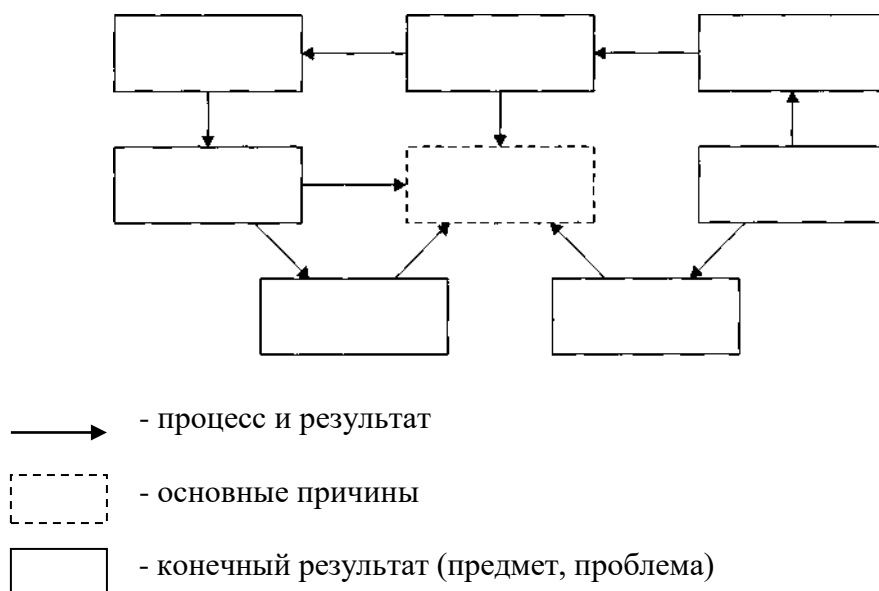 - процесс и результат
- основные причины
- конечный результат (предмет, проблема)